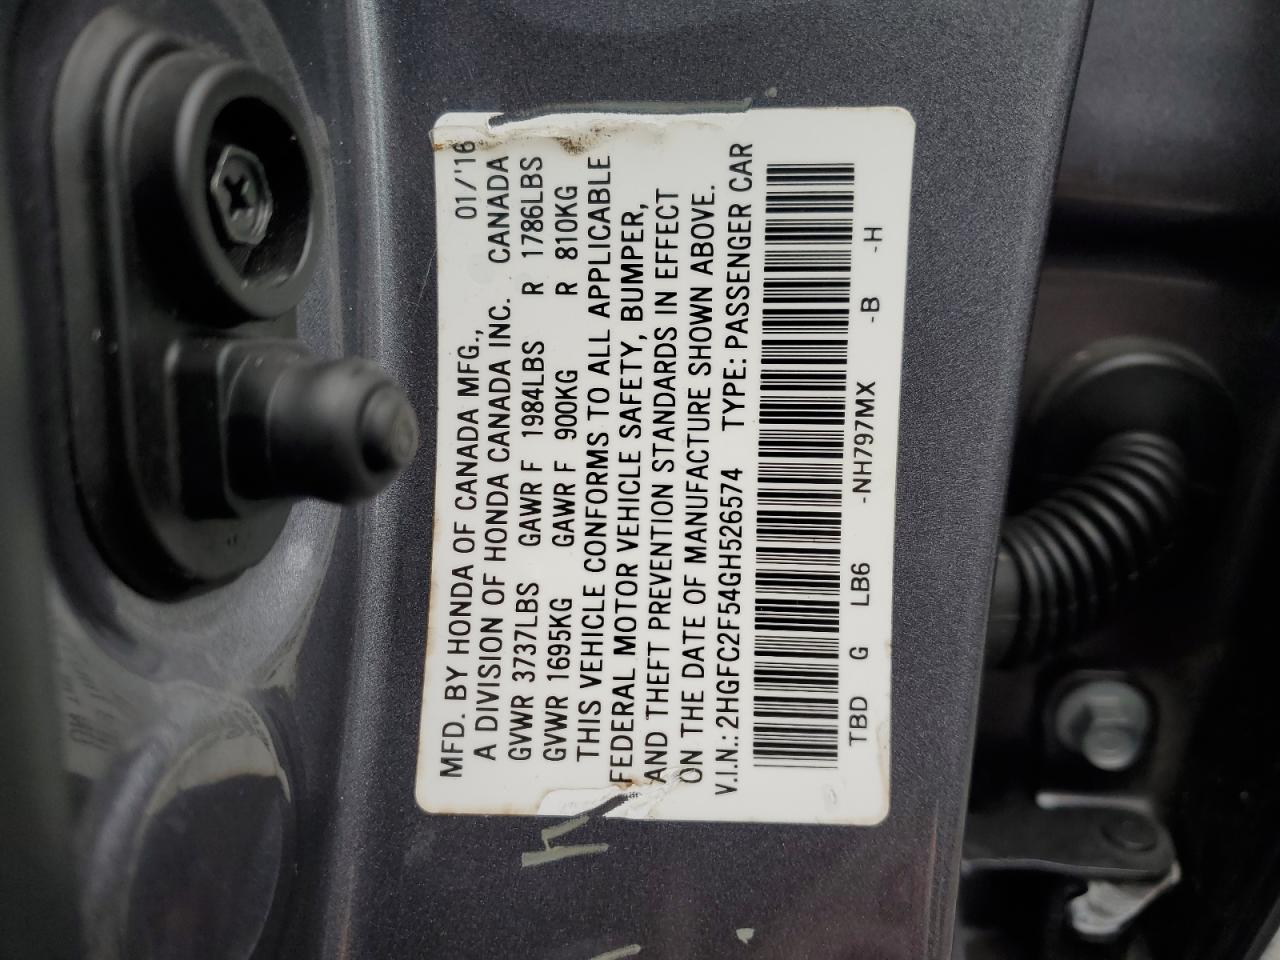 MFD. BY HONDA OF CANADA MFG., 01/'16
A DIVISION OF HONDA CANADA INC. CANADA
GVWR 3737LBS GAWR F 1984LBS R 1786LBS
GVWR 1695KG GAWR F 900KG R 810KG
THIS VEHICLE CONFORMS TO ALL APPLICABLE
FEDERAL MOTOR VEHICLE SAFETY, BUMPER,
AND THEFT PREVENTION STANDARDS IN EFFECT
ON THE DATE OF MANUFACTURE SHOWN ABOVE.
V.I.N.: 2HGFC2F54GH526574 TYPE: PASSENGER CAR
TBD G LB6 -NH797MX -B -H